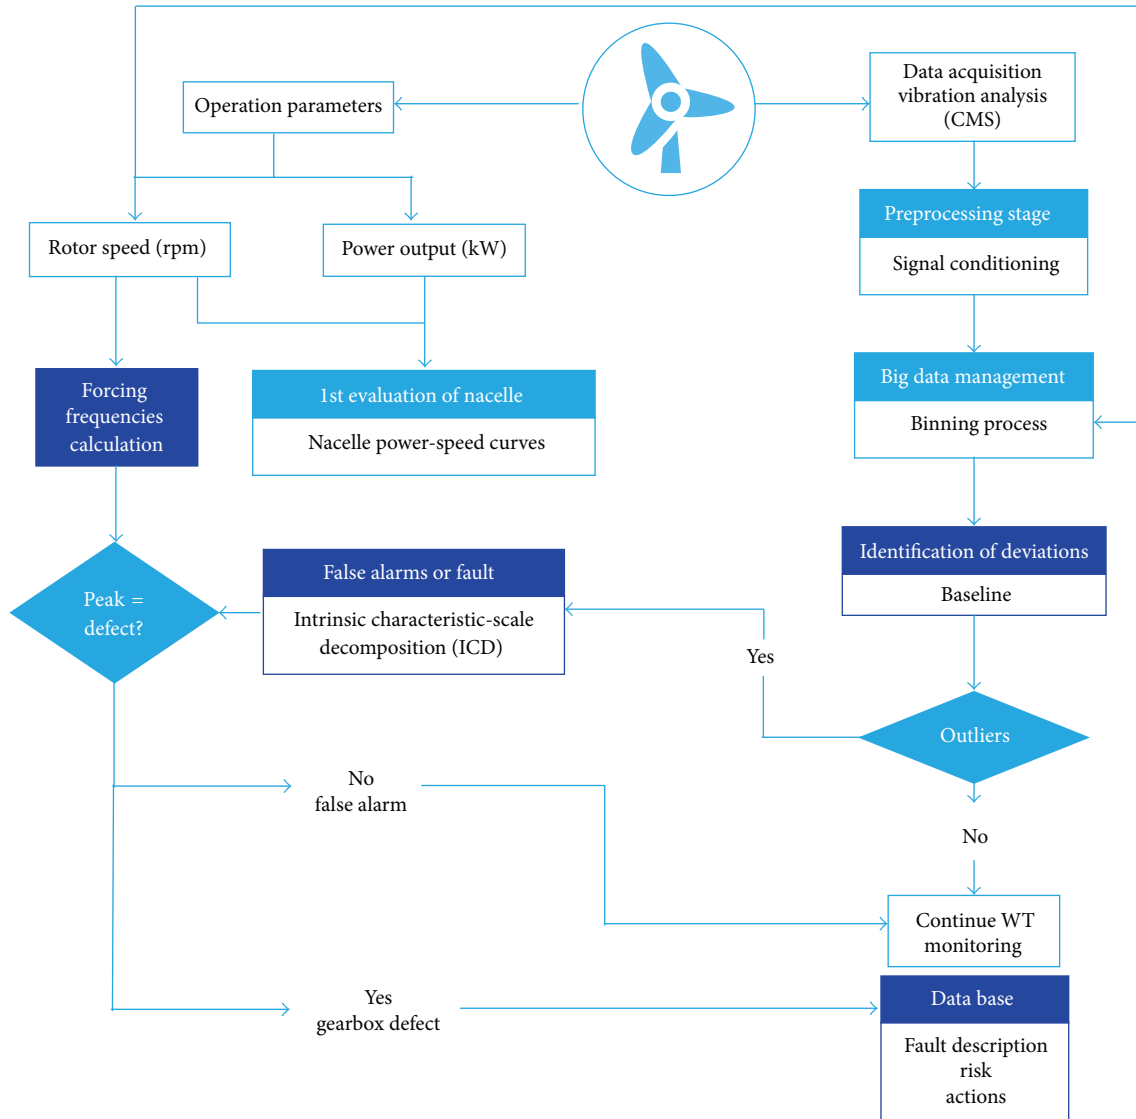 Operation parameters
Data acquisition
vibration analysis
(CMS)
Preprocessing stage
Signal conditioning
Rotor speed (rpm)
Power output (kW)
Forcing
frequencies
calculation
1st evaluation of nacelle
Nacelle power-speed curves
Big data management
Binning process
Identification of deviations
Baseline
False alarms or fault
Intrinsic characteristic-scale
decomposition (ICD)
Peak =
defect?
Yes
Outliers
No
false alarm
No
Continue WT
monitoring
Yes
gearbox defect
Data base
Fault description
risk
actions